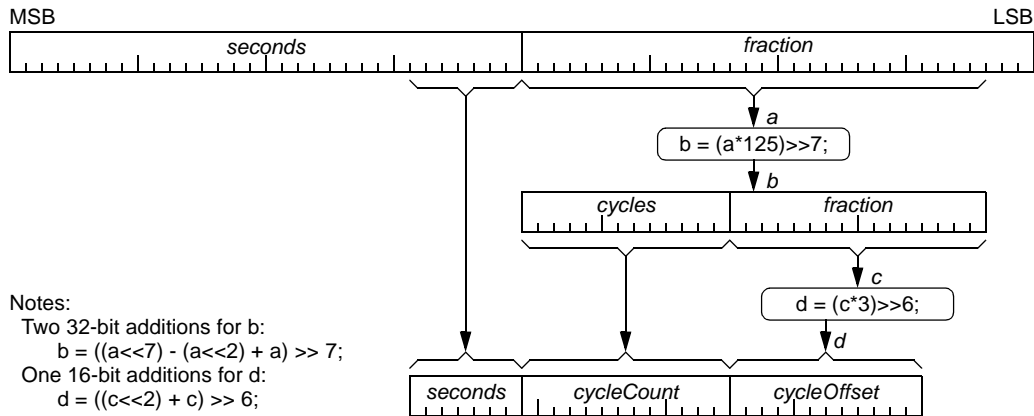 MSB LSB
seconds fraction
a
b = (a*125)>>7;
b
cycles fraction
c
d = (c*3)>>6;
d
Notes:
Two 32-bit additions for b:
b = ((a<<7) - (a<<2) + a) >> 7;
One 16-bit additions for d:
d = ((c<<2) + c) >> 6;
seconds cycleCount cycleOffset